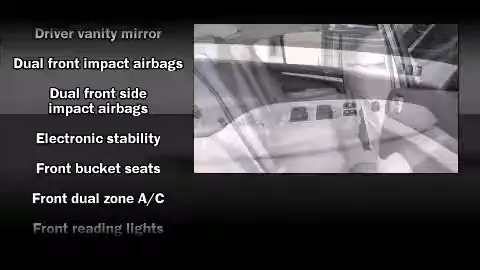 Driver vanity mirror
Dual front impact airbags
Dual front side
impact airbags
Electronic stability
Front bucket seats
Front dual zone A/C
Front reading lights